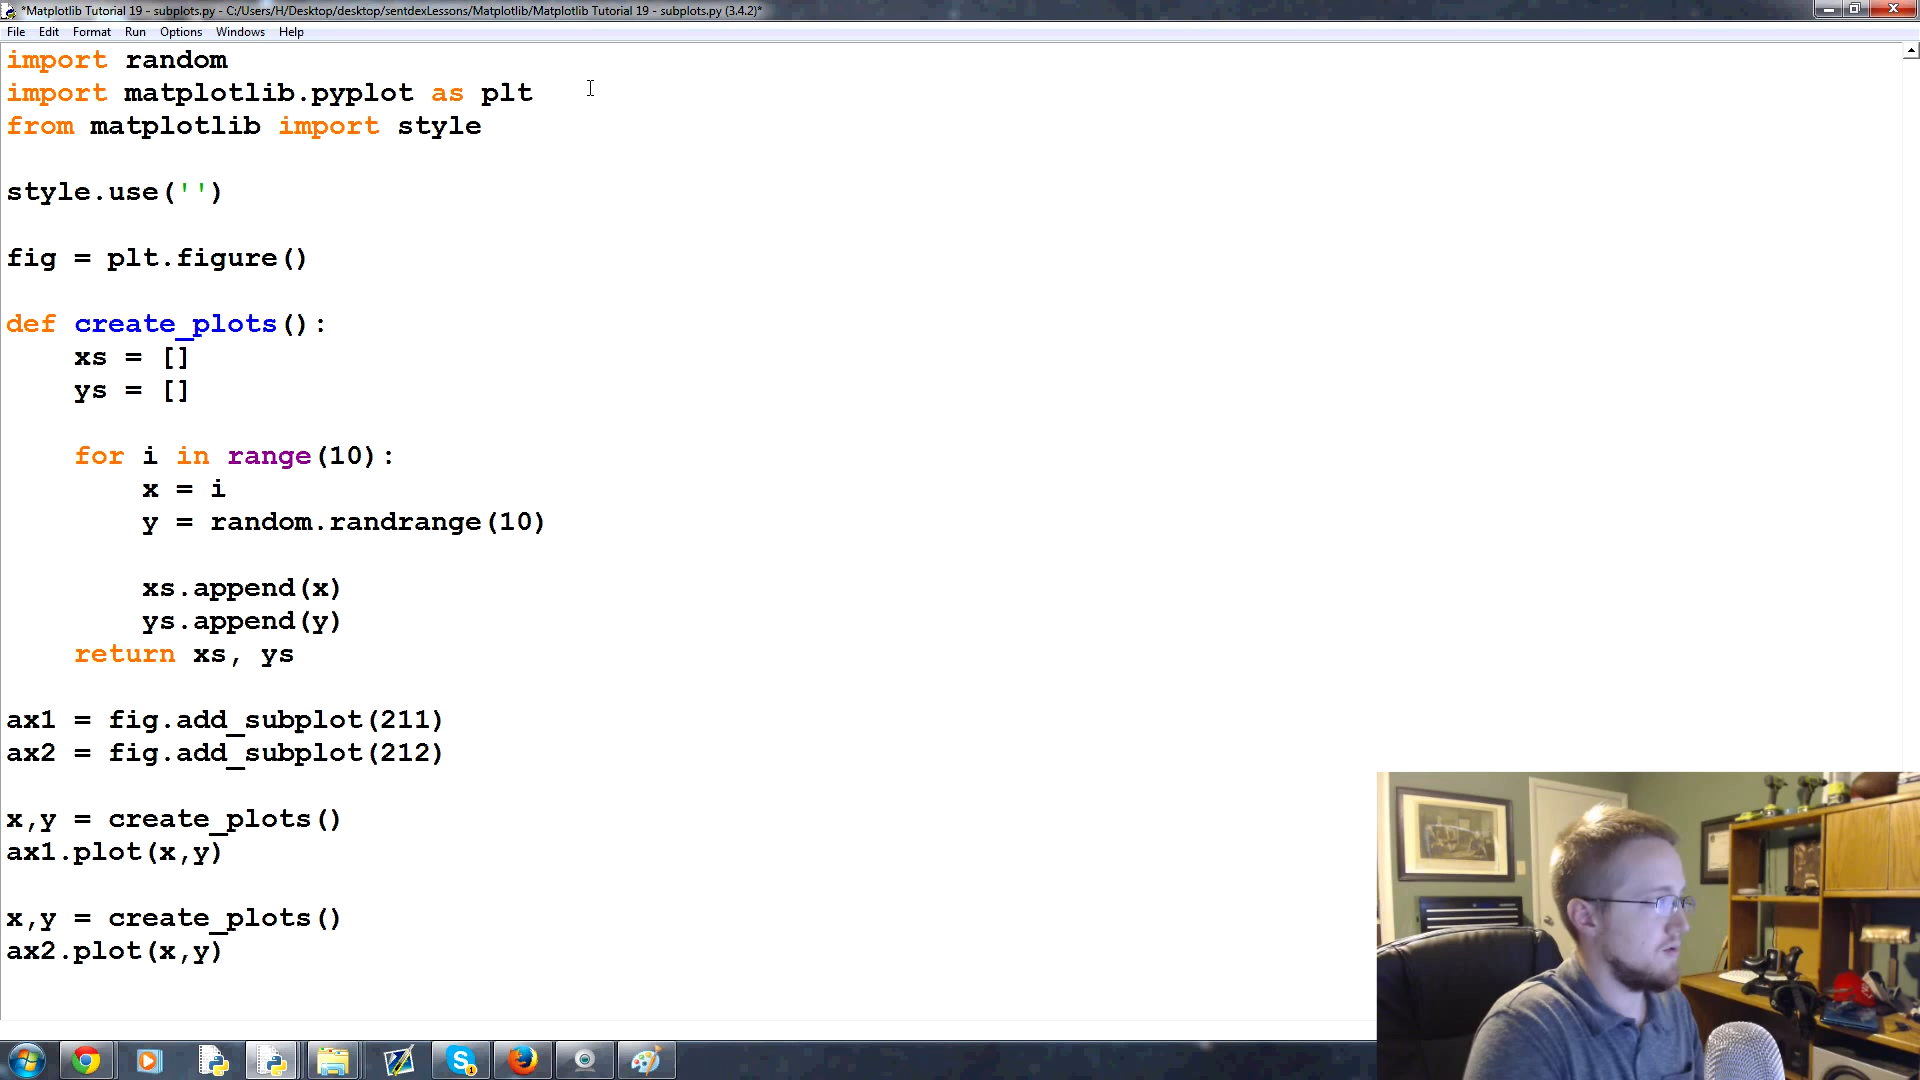 *Matplotlib Tutorial 19 - subplots.py - C:/Users/H/Desktop/desktop/sentdexLessons/Matplotlib/Matplotlib Tutorial 19 - subplots.py (3.4.2)*
File Edit Format Run Options Windows Help
import random
import matplotlib.pyplot as plt
from matplotlib import style
style.use('')
fig = plt.figure()
def create_plots():
xs = []
ys = []
for i in range(10):
x = i
y = random.randrange(10)
xs.append(x)
ys.append(y)
return xs, ys
ax1 = fig.add_subplot(211)
ax2 = fig.add_subplot(212)
x,y = create_plots()
ax1.plot(x,y)
x,y = create_plots()
ax2.plot(x,y)